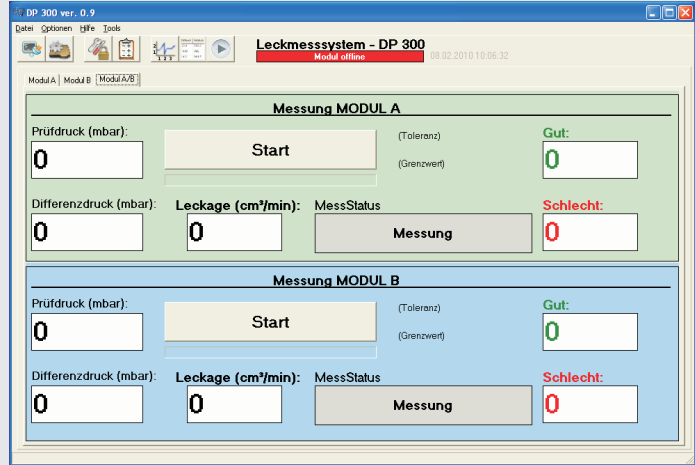 DP 300 ver. 0.9
Datei Optionen Hilfe Tools
Leckmesssystem - DP 300
Modul offline
08.02.2010 10:06:32
Modul A Modul B Modul A/B
Messung MODUL A
Prüfdruck (mbar):
0
Start
(Toleranz)
(Grenzwert)
Gut:
0
Differenzdruck (mbar):
0
Leckage (cm³/min):
0
MessStatus
Messung
Schlecht:
0
Messung MODUL B
Prüfdruck (mbar):
0
Start
(Toleranz)
(Grenzwert)
Gut:
0
Differenzdruck (mbar):
0
Leckage (cm³/min):
0
MessStatus
Messung
Schlecht:
0